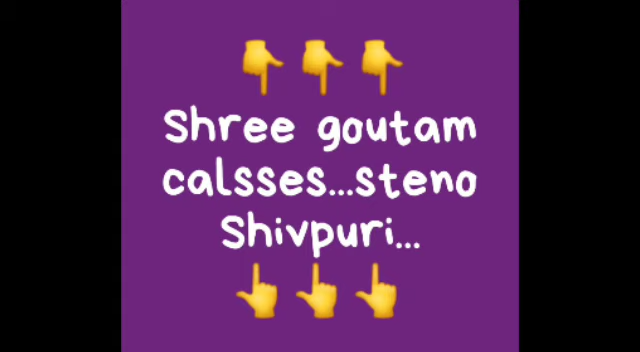 👇👇👇
Shree goutam
calsses...steno
Shivpuri...
👆👆👆